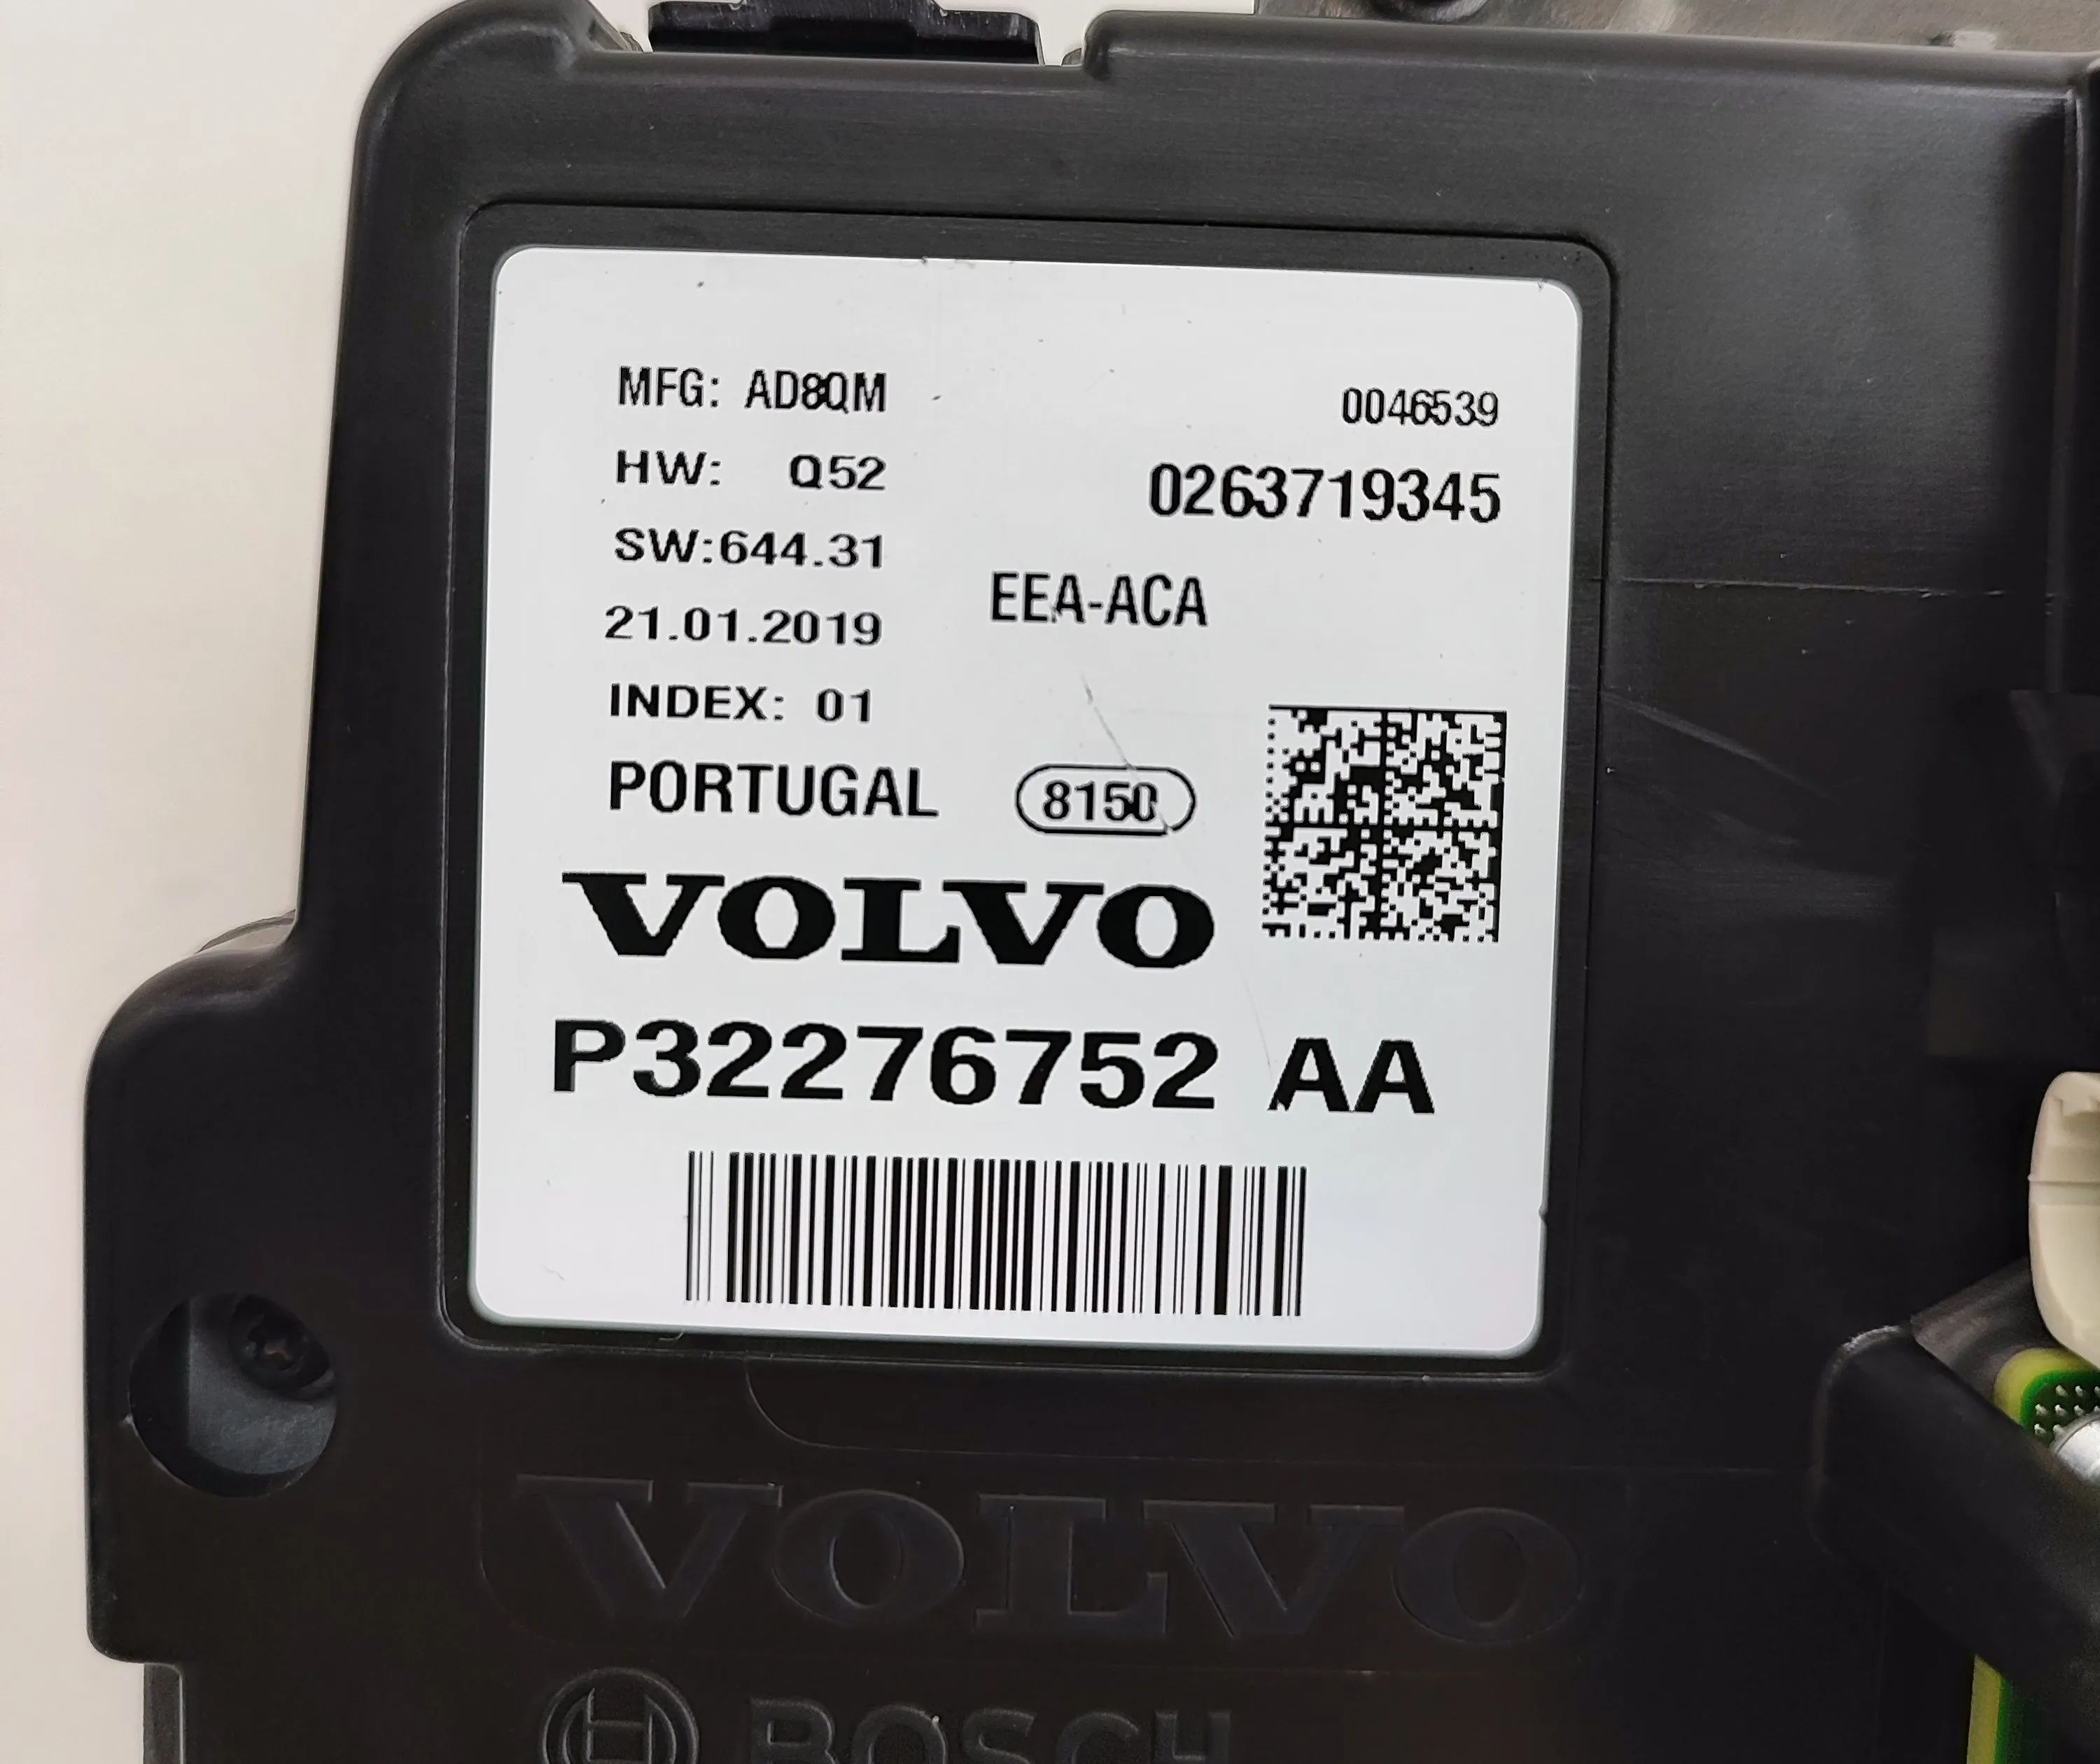 MFG: AD8QM
0046539
HW: Q52
0263719345
SW:644.31
EEA-ACA
21.01.2019
INDEX: 01
PORTUGAL
8150
VOLVO
P32276752 AA
VOLVO
BOSCH